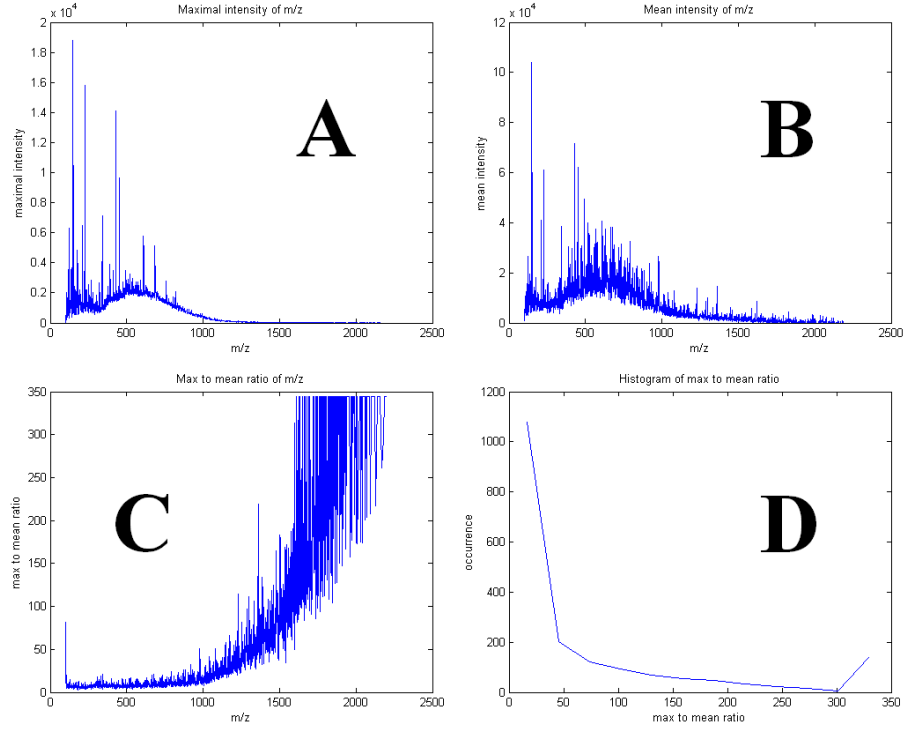 Maximal intensity of m/z
x 10^4
2
1.8
1.6
1.4
1.2
1
0.8
0.6
0.4
0.2
0
0 500 1000 1500 2000 2500
m/z
maximal intensity
A
Mean intensity of m/z
x 10^4
12
10
8
6
4
2
0
0 500 1000 1500 2000 2500
m/z
mean intensity
B
Max to mean ratio of m/z
350
300
250
200
150
100
50
0
0 500 1000 1500 2000 2500
m/z
max to mean ratio
C
Histogram of max to mean ratio
1200
1000
800
600
400
200
0
0 50 100 150 200 250 300 350
max to mean ratio
occurrence
D